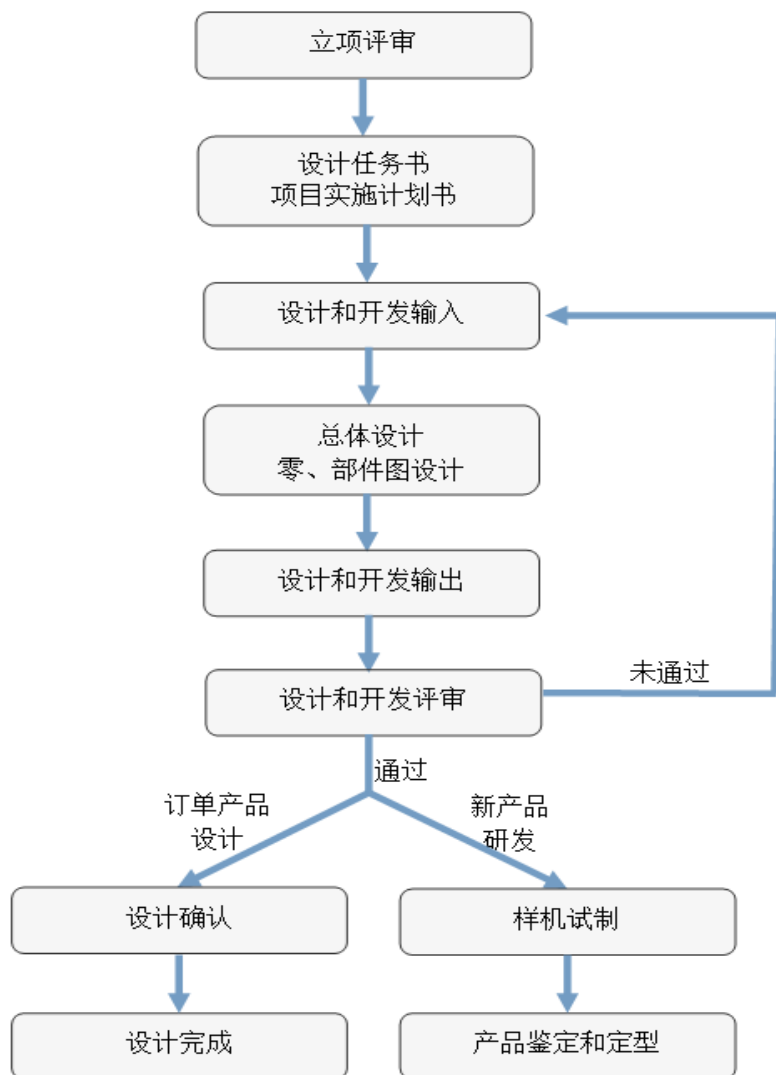 立项评审
设计任务书
项目实施计划书
设计和开发输入
总体设计
零、部件图设计
设计和开发输出
设计和开发评审
未通过
通过
订单产品
设计
新产品
研发
设计确认
样机试制
设计完成
产品鉴定和定型